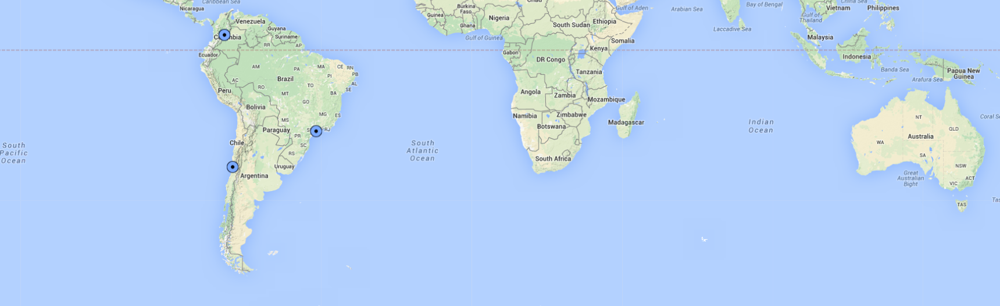 Caribbean Sea
Nicaragua
Venezuela
Guyana
Suriname
RR
AP
Ecuador
AM
PA
MA
CE
RN
PB
PI
AL
SE
Brazil
AC
TO
RO
MT
BA
Peru
GO
Bolivia
MG
ES
MS
Paraguay
RJ
PR
SC
Chile
RS
Uruguay
Argentina
South
Pacific
Ocean
South
Atlantic
Ocean
Chad
Burkina
Faso
Guinea
Nigeria
Ghana
Gulf of Guinea
South Sudan
Ethiopia
Gulf of Aden
Somalia
Gabon
Kenya
DR Congo
Tanzania
Angola
Zambia
Mozambique
Namibia
Zimbabwe
Botswana
Madagascar
South Africa
Arabian Sea
Bay of Bengal
Laccadive Sea
Indian
Ocean
China Sea
Vietnam
Philippines
Gulf of
Thailand
Malaysia
Indonesia
Banda Sea
Papua New
Guinea
Arafura Sea
Coral S
NT
QLD
Australia
WA
SA
NSW
Great
Australian
Bight
ACT
VIC
TAS
Tas